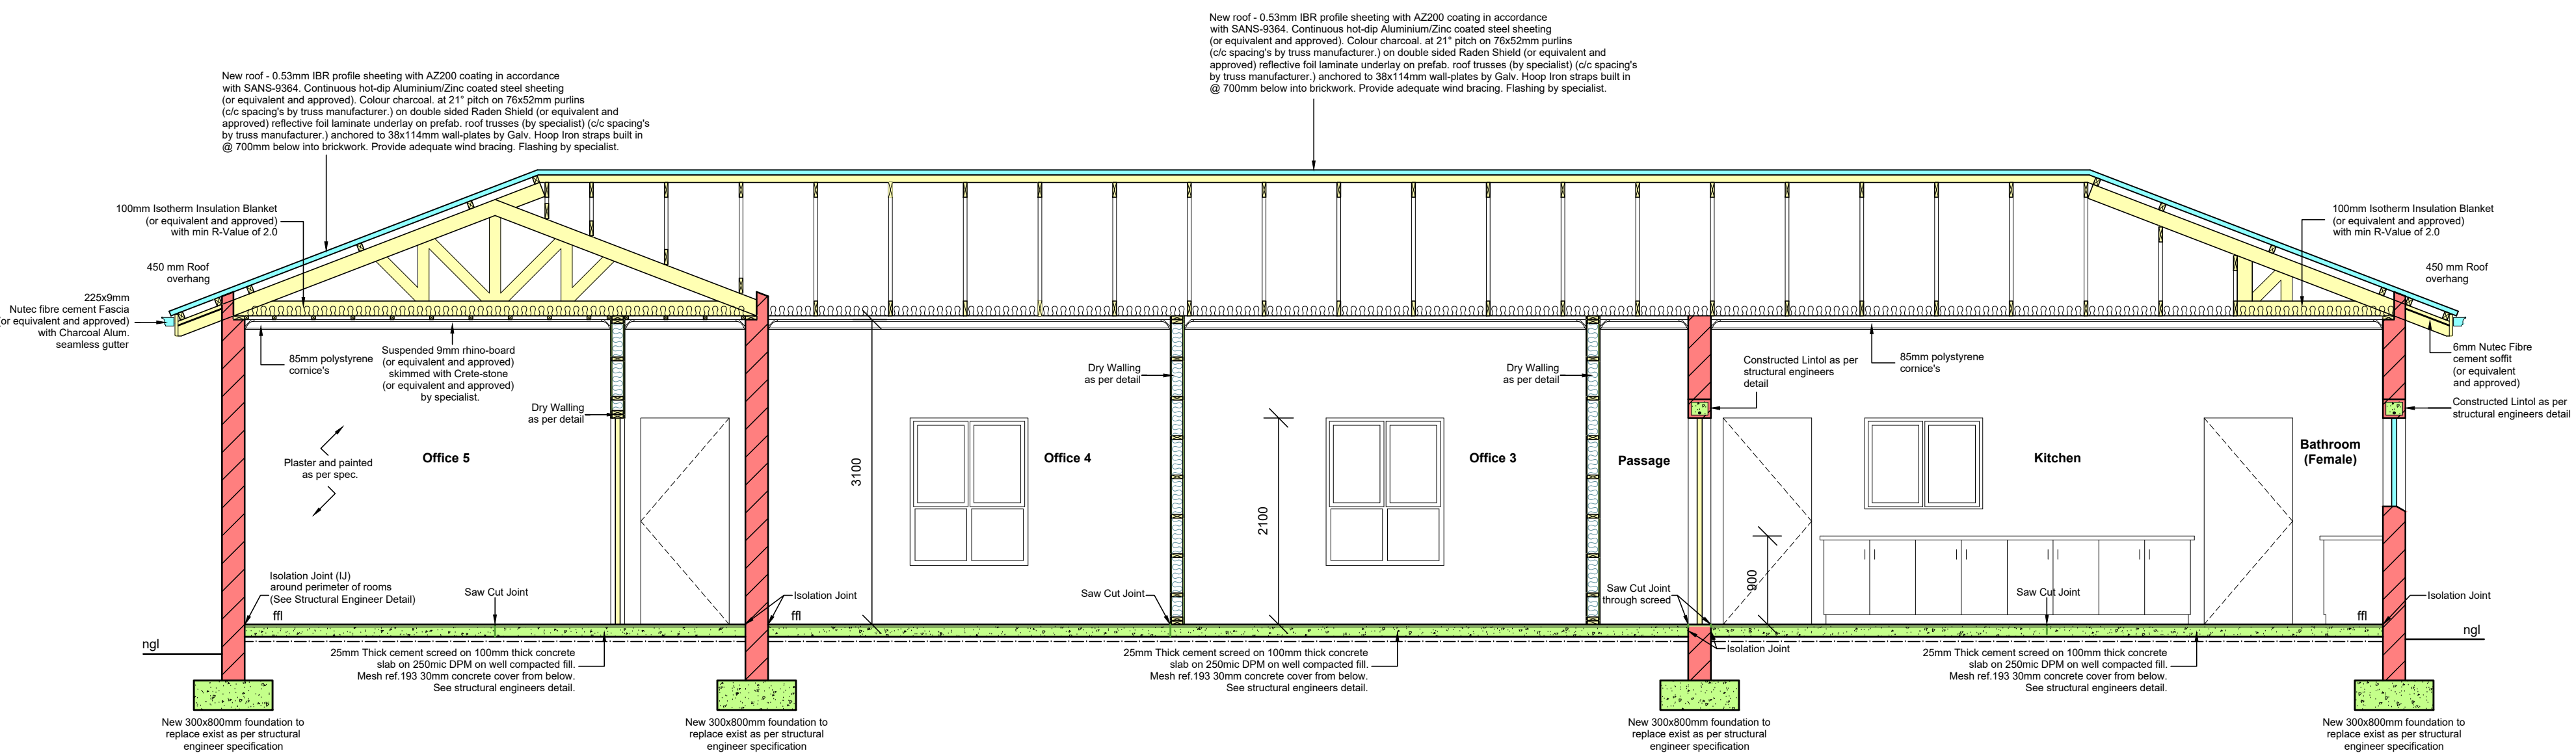 New roof - 0.53mm IBR profile sheeting with AZ200 coating in accordance
with SANS-9364. Continuous hot-dip Aluminium/Zinc coated steel sheeting
(or equivalent and approved). Colour charcoal. at 21° pitch on 76x52mm purlins
(c/c spacing's by truss manufacturer.) on double sided Raden Shield (or equivalent and
approved) reflective foil laminate underlay on prefab. roof trusses (by specialist) (c/c spacing's
by truss manufacturer.) anchored to 38x114mm wall-plates by Galv. Hoop Iron straps built in
@ 700mm below into brickwork. Provide adequate wind bracing. Flashing by specialist.
New roof - 0.53mm IBR profile sheeting with AZ200 coating in accordance
with SANS-9364. Continuous hot-dip Aluminium/Zinc coated steel sheeting
(or equivalent and approved). Colour charcoal. at 21° pitch on 76x52mm purlins
(c/c spacing's by truss manufacturer.) on double sided Raden Shield (or equivalent and
approved) reflective foil laminate underlay on prefab. roof trusses (by specialist) (c/c spacing's
by truss manufacturer.) anchored to 38x114mm wall-plates by Galv. Hoop Iron straps built in
@ 700mm below into brickwork. Provide adequate wind bracing. Flashing by specialist.
100mm Isotherm Insulation Blanket
(or equivalent and approved)
with min R-Value of 2.0
100mm Isotherm Insulation Blanket
(or equivalent and approved)
with min R-Value of 2.0
450 mm Roof
overhang
450 mm Roof
overhang
225x9mm
Nutec fibre cement Fascia
or equivalent and approved)
with Charcoal Alum.
seamless gutter
85mm polystyrene
cornice's
Suspended 9mm rhino-board
(or equivalent and approved)
skimmed with Crete-stone
(or equivalent and approved)
by specialist.
Dry Walling
as per detail
Dry Walling
as per detail
Dry Walling
as per detail
Constructed Lintol as per
structural engineers
detail
85mm polystyrene
cornice's
6mm Nutec Fibre
cement soffit
(or equivalent
and approved)
Constructed Lintol as per
structural engineers detail
Plaster and painted
as per spec.
Office 5
Office 4
Office 3
Passage
Kitchen
Bathroom
(Female)
3100
2100
900
Isolation Joint (IJ)
around perimeter of rooms
(See Structural Engineer Detail)
ffl
Saw Cut Joint
Isolation Joint
ffl
Saw Cut Joint
Saw Cut Joint
through screed
Saw Cut Joint
ffl
Isolation Joint
Isolation Joint
ngl
ngl
25mm Thick cement screed on 100mm thick concrete
slab on 250mic DPM on well compacted fill.
Mesh ref.193 30mm concrete cover from below.
See structural engineers detail.
25mm Thick cement screed on 100mm thick concrete
slab on 250mic DPM on well compacted fill.
Mesh ref.193 30mm concrete cover from below.
See structural engineers detail.
25mm Thick cement screed on 100mm thick concrete
slab on 250mic DPM on well compacted fill.
Mesh ref.193 30mm concrete cover from below.
See structural engineers detail.
New 300x800mm foundation to
replace exist as per structural
engineer specification
New 300x800mm foundation to
replace exist as per structural
engineer specification
New 300x800mm foundation to
replace exist as per structural
engineer specification
New 300x800mm foundation to
replace exist as per structural
engineer specification